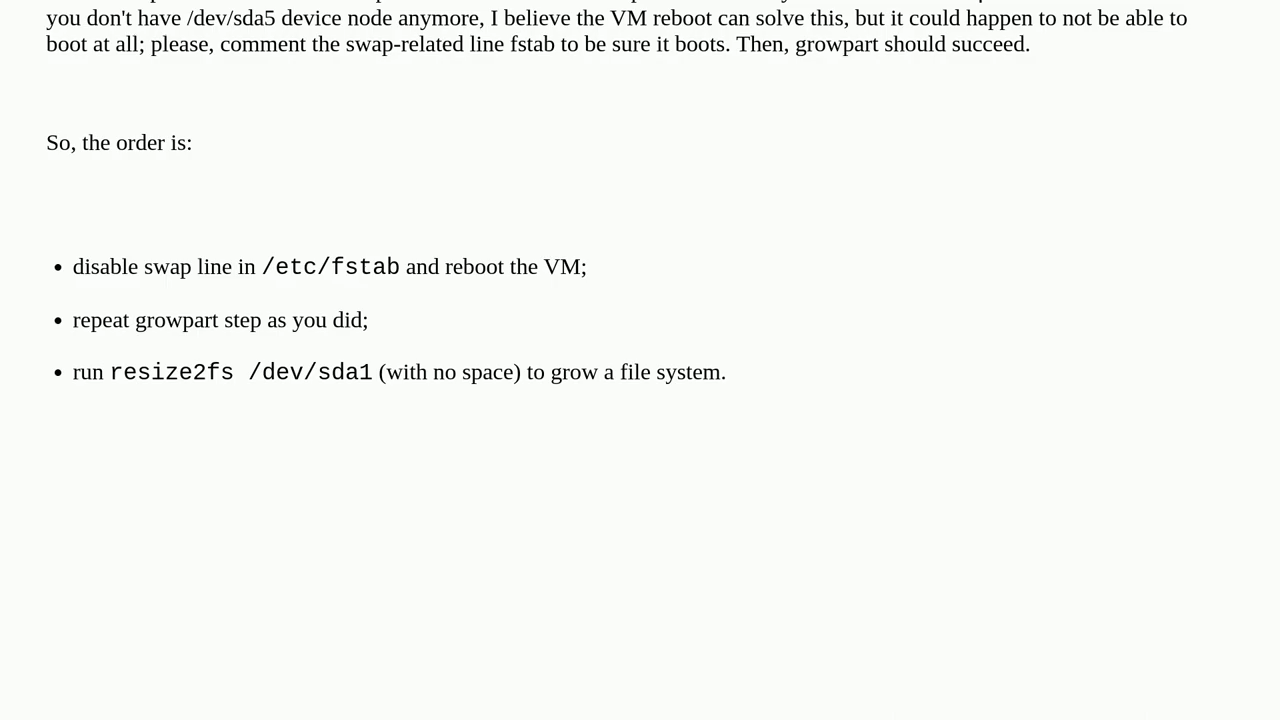 you don't have /dev/sda5 device node anymore, I believe the VM reboot can solve this, but it could happen to not be able to
boot at all; please, comment the swap-related line fstab to be sure it boots. Then, growpart should succeed.
So, the order is:
• disable swap line in /etc/fstab and reboot the VM;
• repeat growpart step as you did;
• run resize2fs /dev/sda1 (with no space) to grow a file system.